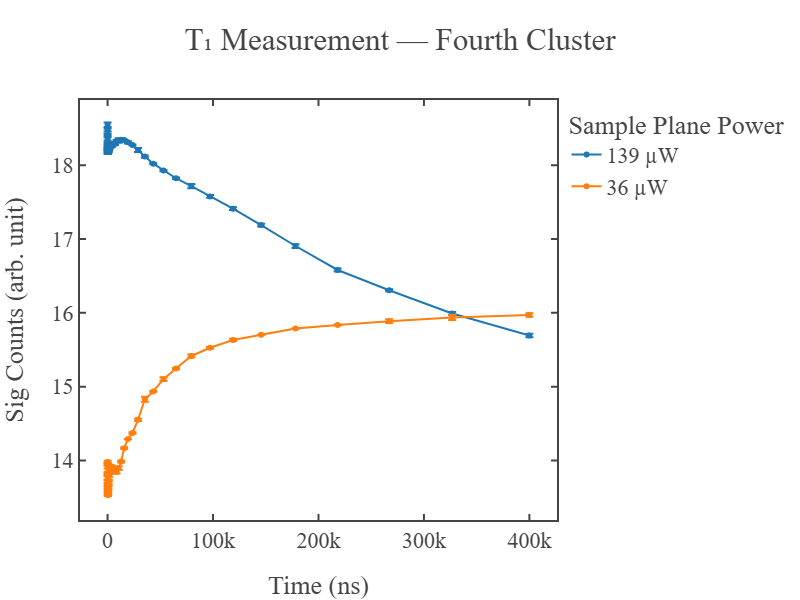 T₁ Measurement — Fourth Cluster
Sample Plane Power
139 µW
36 µW
Sig Counts (arb. unit)
18
17
16
15
14
0 100k 200k 300k 400k
Time (ns)